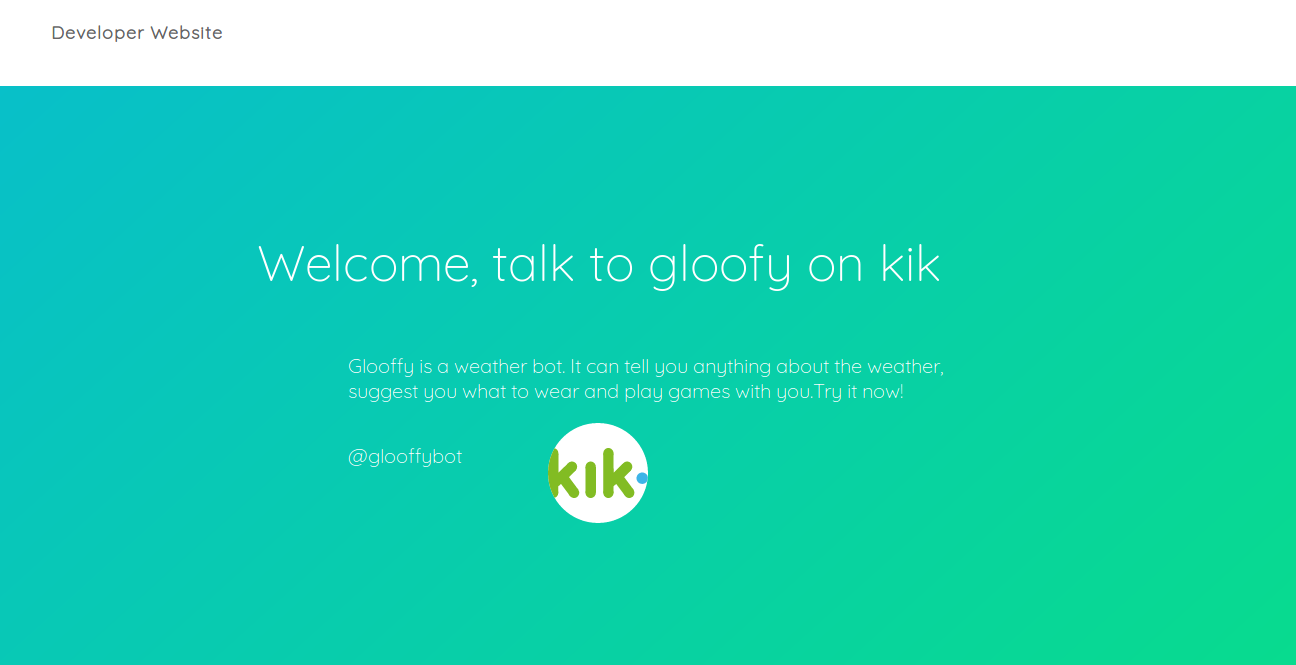 Developer Website
Welcome, talk to gloofy on kik
Glooffy is a weather bot. It can tell you anything about the weather,
suggest you what to wear and play games with you.Try it now!
@glooffybot
kik.